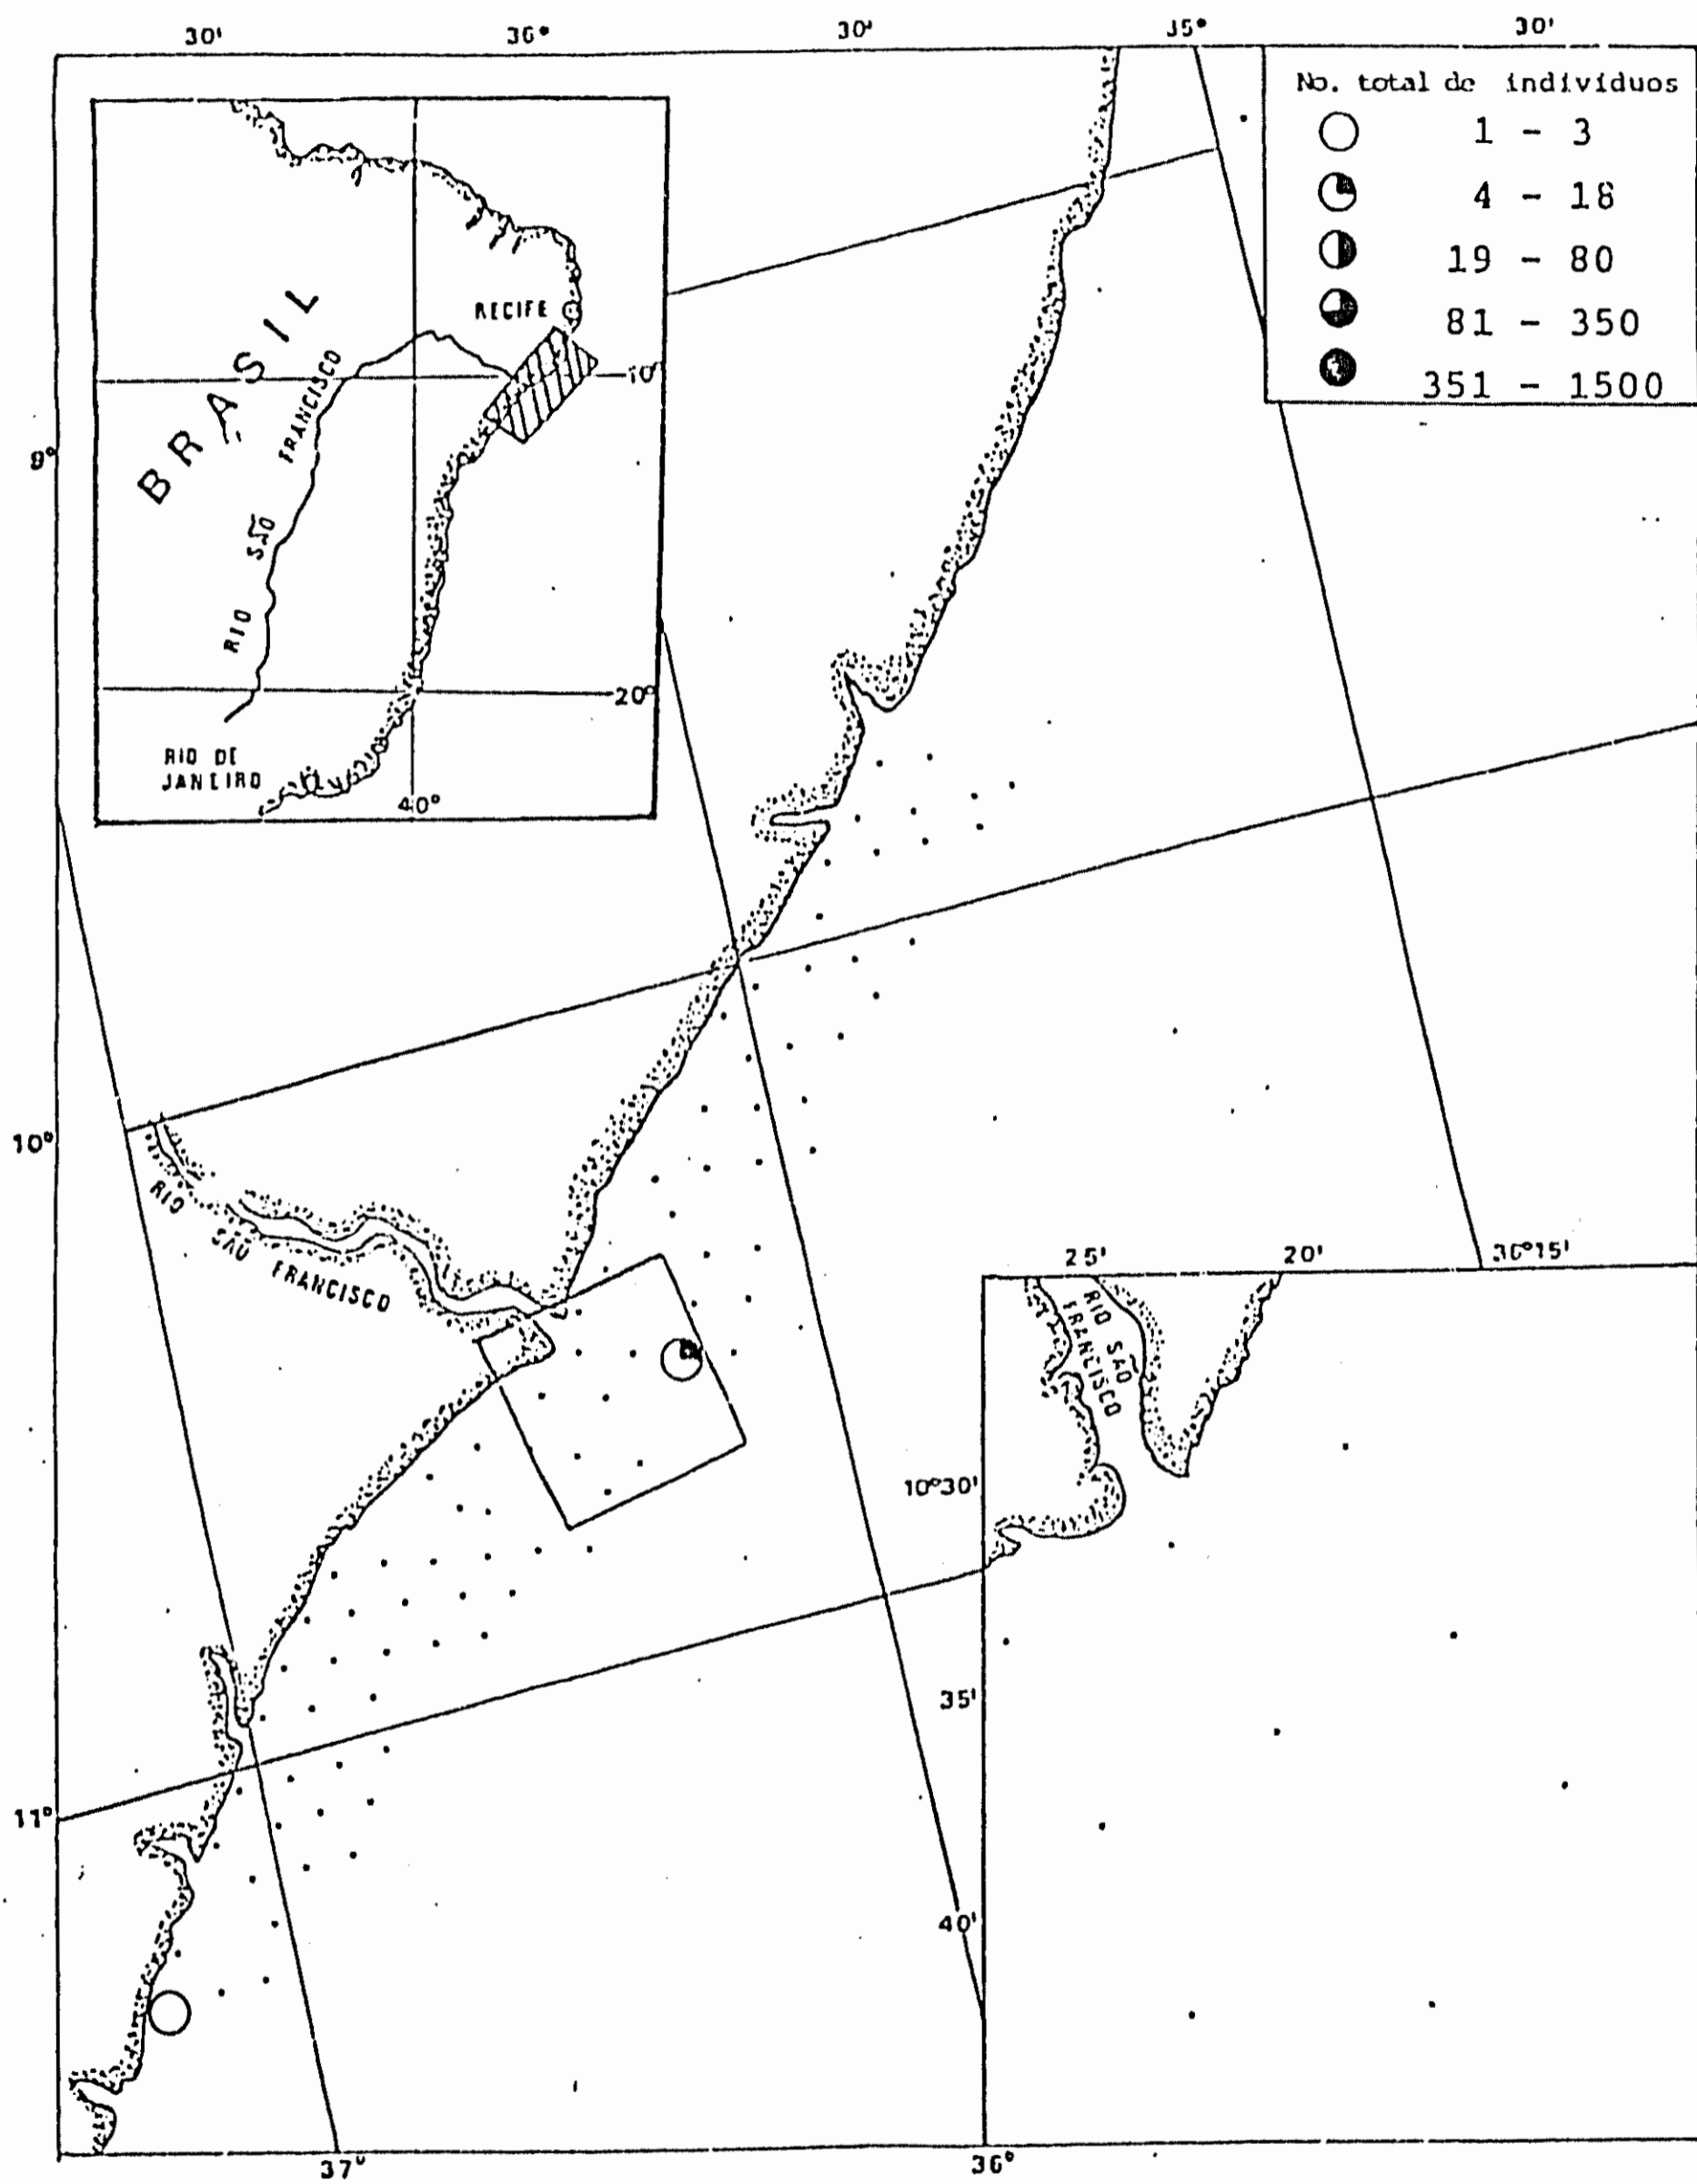 30' 36° 30' 35° 30'
No. total de indivíduos
1 - 3
4 - 18
19 - 80
81 - 350
351 - 1500
BRASIL
RECIFE
RIO SÃO FRANCISCO
10°
20°
RIO DE
JANEIRO
40°
9°
10°
RIO SÃO FRANCISCO
25' 20' 36°15'
RIO SÃO
FRANCISCO
10°30'
35'
11°
40'
37° 36°